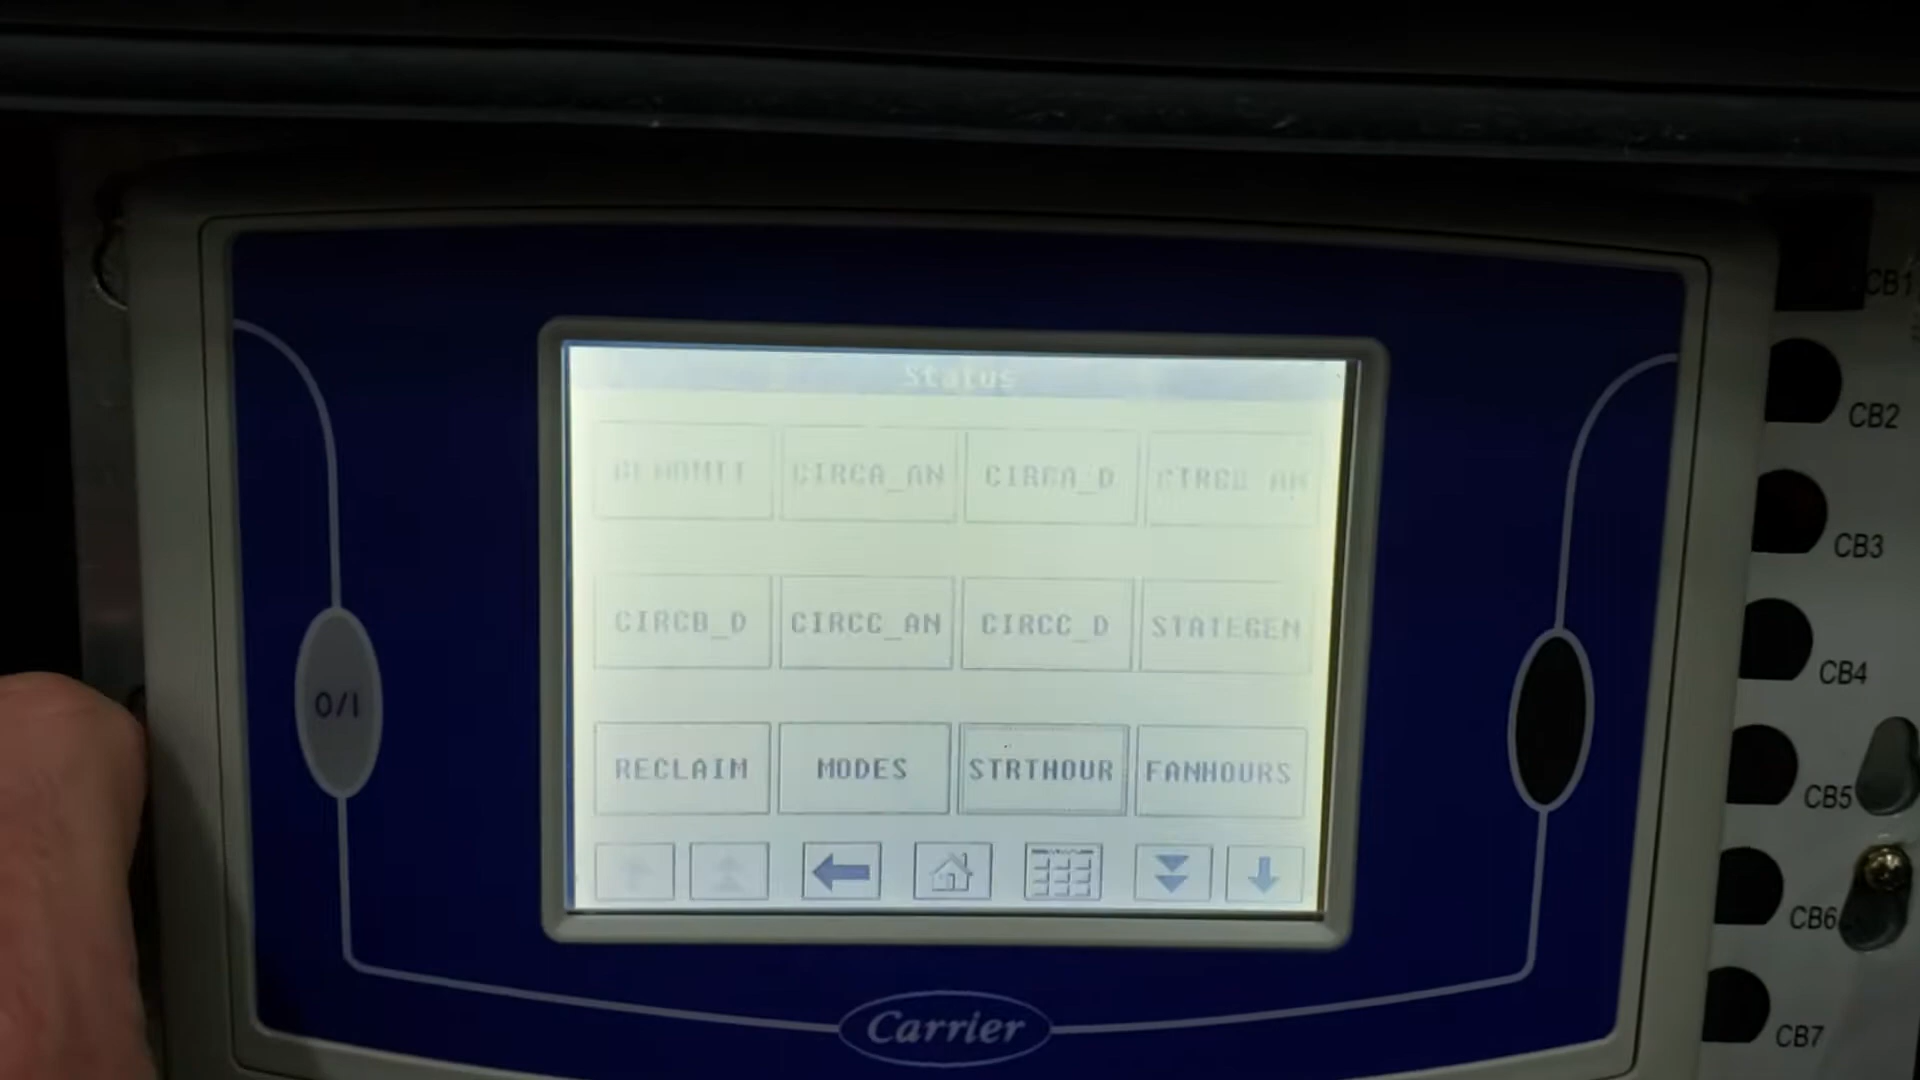 Status
CIRCA_AN CIRCA_D
CIRCB_D CIRCC_AN CIRCC_D STATEGEN
RECLAIM MODES STRTHOUR FANHOURS
O/I
Carrier
CB1
CB2
CB3
CB4
CB5
CB6
CB7